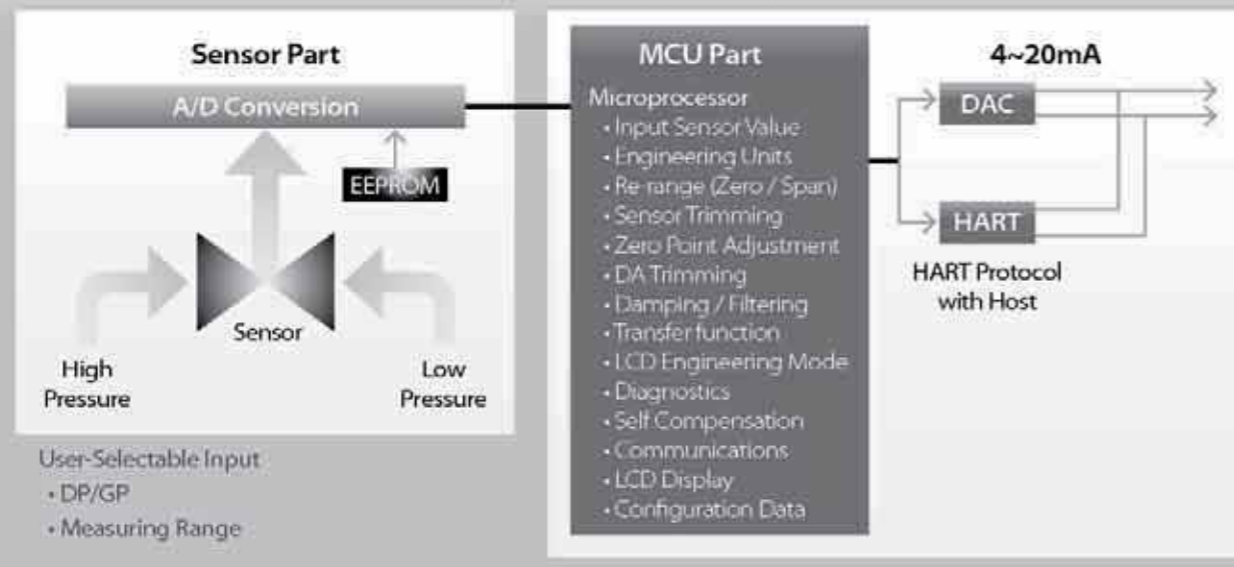 Sensor Part
A/D Conversion
EEPROM
Sensor
High
Pressure
Low
Pressure
User-Selectable Input
• DP/GP
• Measuring Range
MCU Part
Microprocessor
• Input Sensor Value
• Engineering Units
• Re-range (Zero / Span)
• Sensor Trimming
• Zero Point Adjustment
• DA Trimming
• Damping / Filtering
• Transfer function
• LCD Engineering Mode
• Diagnostics
• Self Compensation
• Communications
• LCD Display
• Configuration Data
4~20mA
DAC
HART
HART Protocol
with Host